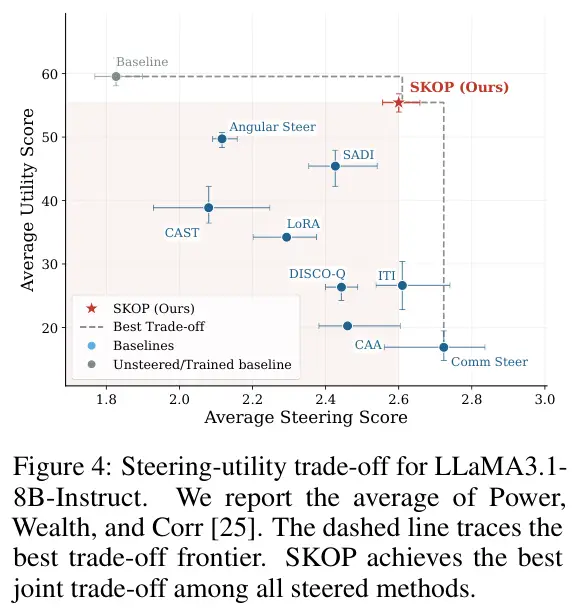 Baseline
SKOP (Ours)
Angular Steer
SADI
CAST
LoRA
DISCO-Q
ITI
CAA
Comm Steer
SKOP (Ours)
Best Trade-off
Baselines
Unsteered/Trained baseline
Average Utility Score
60
50
40
30
20
1.8
2.0
2.2
2.4
2.6
2.8
3.0
Average Steering Score
Figure 4: Steering-utility trade-off for LLaMA3.1-
8B-Instruct. We report the average of Power,
Wealth, and Corr [25]. The dashed line traces the
best trade-off frontier. SKOP achieves the best
joint trade-off among all steered methods.